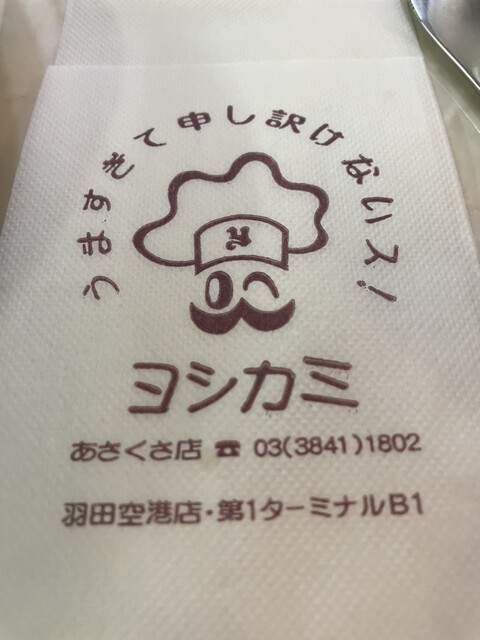 うますぎて申し訳けないス!
ヨシカミ
あさくさ店 ☎ 03(3841)1802
羽田空港店・第1ターミナルB1